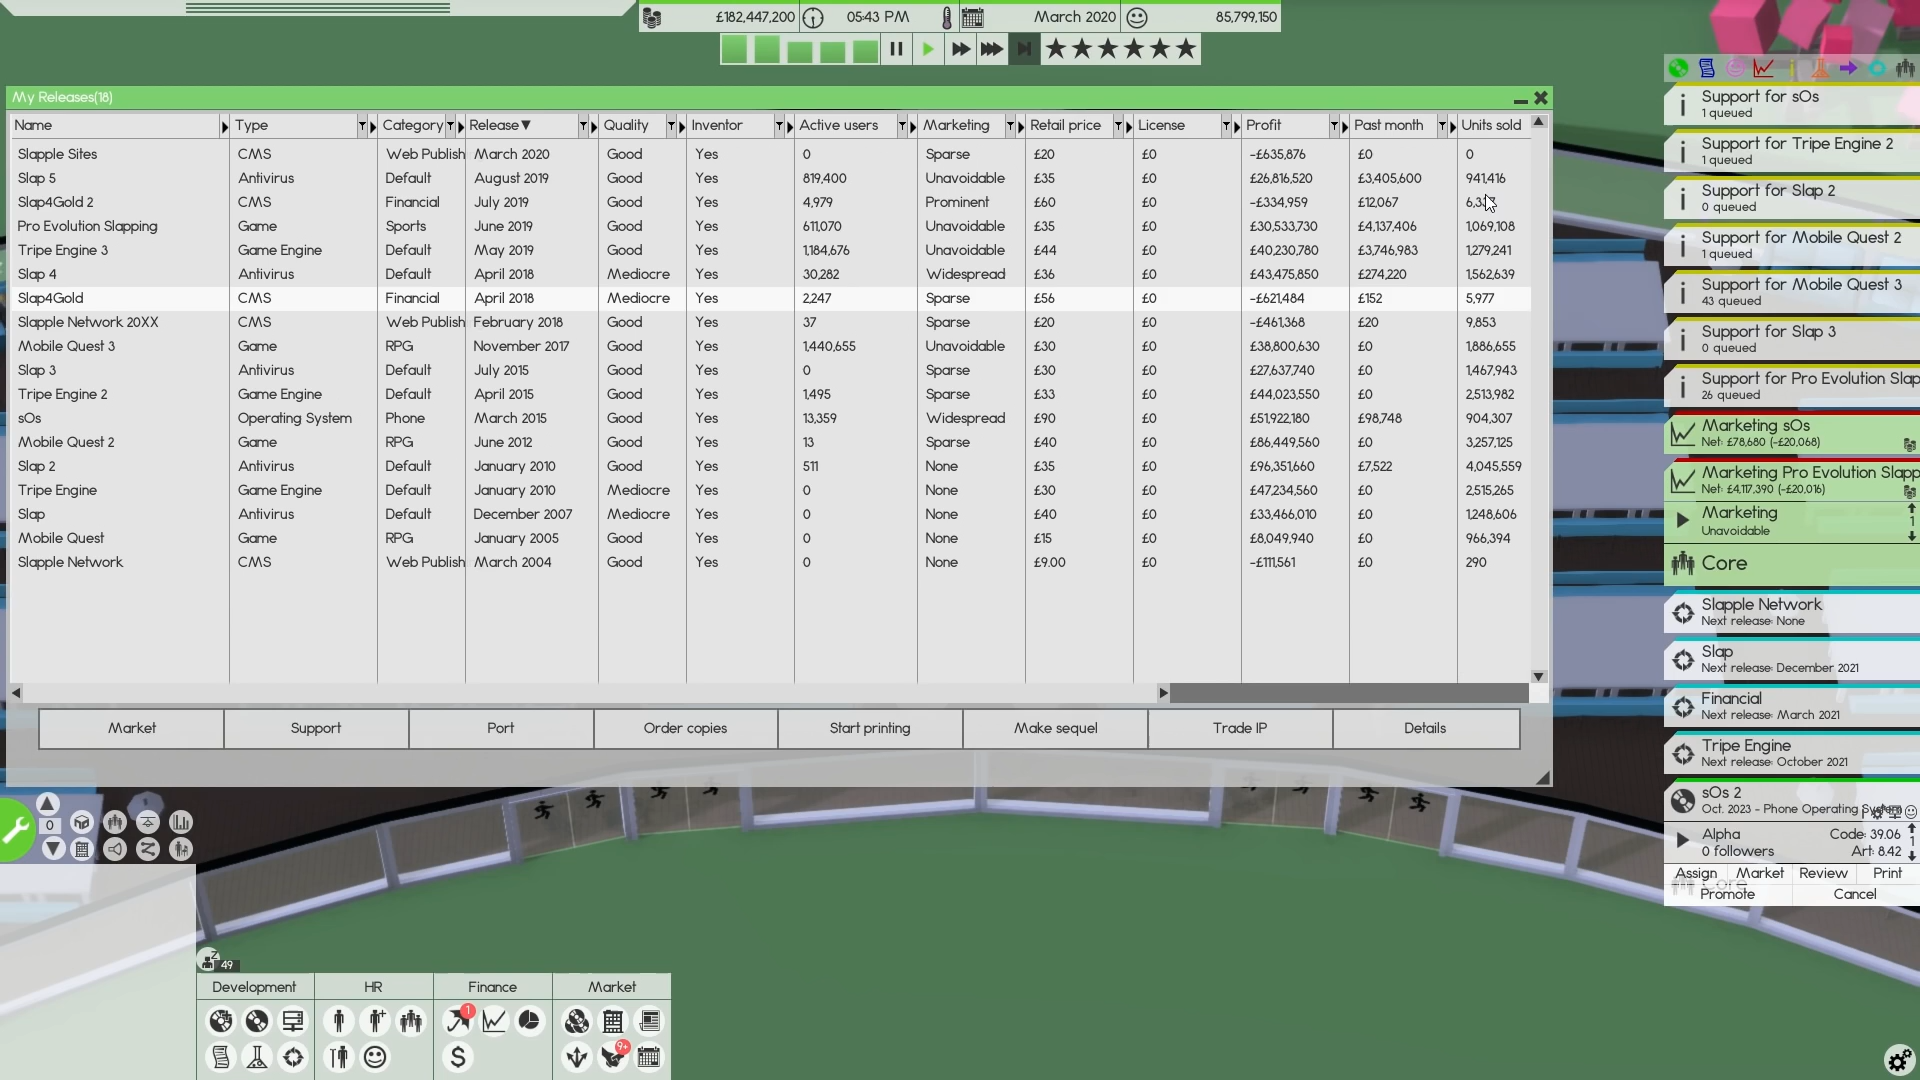 £182,447,200 05:43 PM March 2020 85,799,150
My Releases(18)
Name Type Category Release▼ Quality Inventor Active users Marketing Retail price License Profit Past month Units sold
Slapple Sites CMS Web Publish March 2020 Good Yes 0 Sparse £20 £0 -£635,876 £0 0
Slap 5 Antivirus Default August 2019 Good Yes 819,400 Unavoidable £35 £0 £26,816,520 £3,405,600 941,416
Slap4Gold 2 CMS Financial July 2019 Good Yes 4,979 Prominent £60 £0 -£334,959 £12,067
Pro Evolution Slapping Game Sports June 2019 Good Yes 611,070 Unavoidable £35 £0 £30,533,730 £4,137,406 1,069,108
Tripe Engine 3 Game Engine Default May 2019 Good Yes 1,184,676 Unavoidable £44 £0 £40,230,780 £3,746,983 1,279,241
Slap 4 Antivirus Default April 2018 Mediocre Yes 30,282 Widespread £36 £0 £43,475,850 £274,220 1,562,639
Slap4Gold CMS Financial April 2018 Mediocre Yes 2,247 Sparse £56 £0 -£621,484 £152 5,977
Slapple Network 20XX CMS Web Publish February 2018 Good Yes 37 Sparse £20 £0 -£461,368 £20 9,853
Mobile Quest 3 Game RPG November 2017 Good Yes 1,440,655 Unavoidable £30 £0 £38,800,630 £0 1,886,655
Slap 3 Antivirus Default July 2015 Good Yes 0 Sparse £30 £0 £27,637,740 £0 1,467,943
Tripe Engine 2 Game Engine Default April 2015 Good Yes 1,495 Sparse £33 £0 £44,023,550 £0 2,513,982
sOs Operating System Phone March 2015 Good Yes 13,359 Widespread £90 £0 £51,922,180 £98,748 904,307
Mobile Quest 2 Game RPG June 2012 Good Yes 13 Sparse £40 £0 £86,449,560 £0 3,257,125
Slap 2 Antivirus Default January 2010 Good Yes 511 None £35 £0 £96,351,660 £7,522 4,045,559
Tripe Engine Game Engine Default January 2010 Mediocre Yes 0 None £30 £0 £47,234,560 £0 2,515,265
Slap Antivirus Default December 2007 Mediocre Yes 0 None £40 £0 £33,466,010 £0 1,248,606
Mobile Quest Game RPG January 2005 Good Yes 0 None £15 £0 £8,049,940 £0 966,394
Slapple Network CMS Web Publish March 2004 Good Yes 0 None £9.00 £0 -£111,561 £0 290
Market Support Port Order copies Start printing Make sequel Trade IP Details
Support for sOs
1 queued
Support for Tripe Engine 2
1 queued
Support for Slap 2
0 queued
Support for Mobile Quest 2
1 queued
Support for Mobile Quest 3
43 queued
Support for Slap 3
0 queued
Support for Pro Evolution Slap
26 queued
Marketing sOs
Net: £78,680 (-£20,068)
Marketing Pro Evolution Slapp
Net: £4,117,390 (-£20,016)
Marketing
Unavoidable
1
Core
Slapple Network
Next release: None
Slap
Next release: December 2021
Financial
Next release: March 2021
Tripe Engine
Next release: October 2021
sOs 2
Oct. 2023 - Phone Operating System
Alpha Code: 39.06
0 followers Art: 8.42
1
Assign Market Review Print
Core
Promote Cancel
0
49
Development HR Finance Market
1
9+